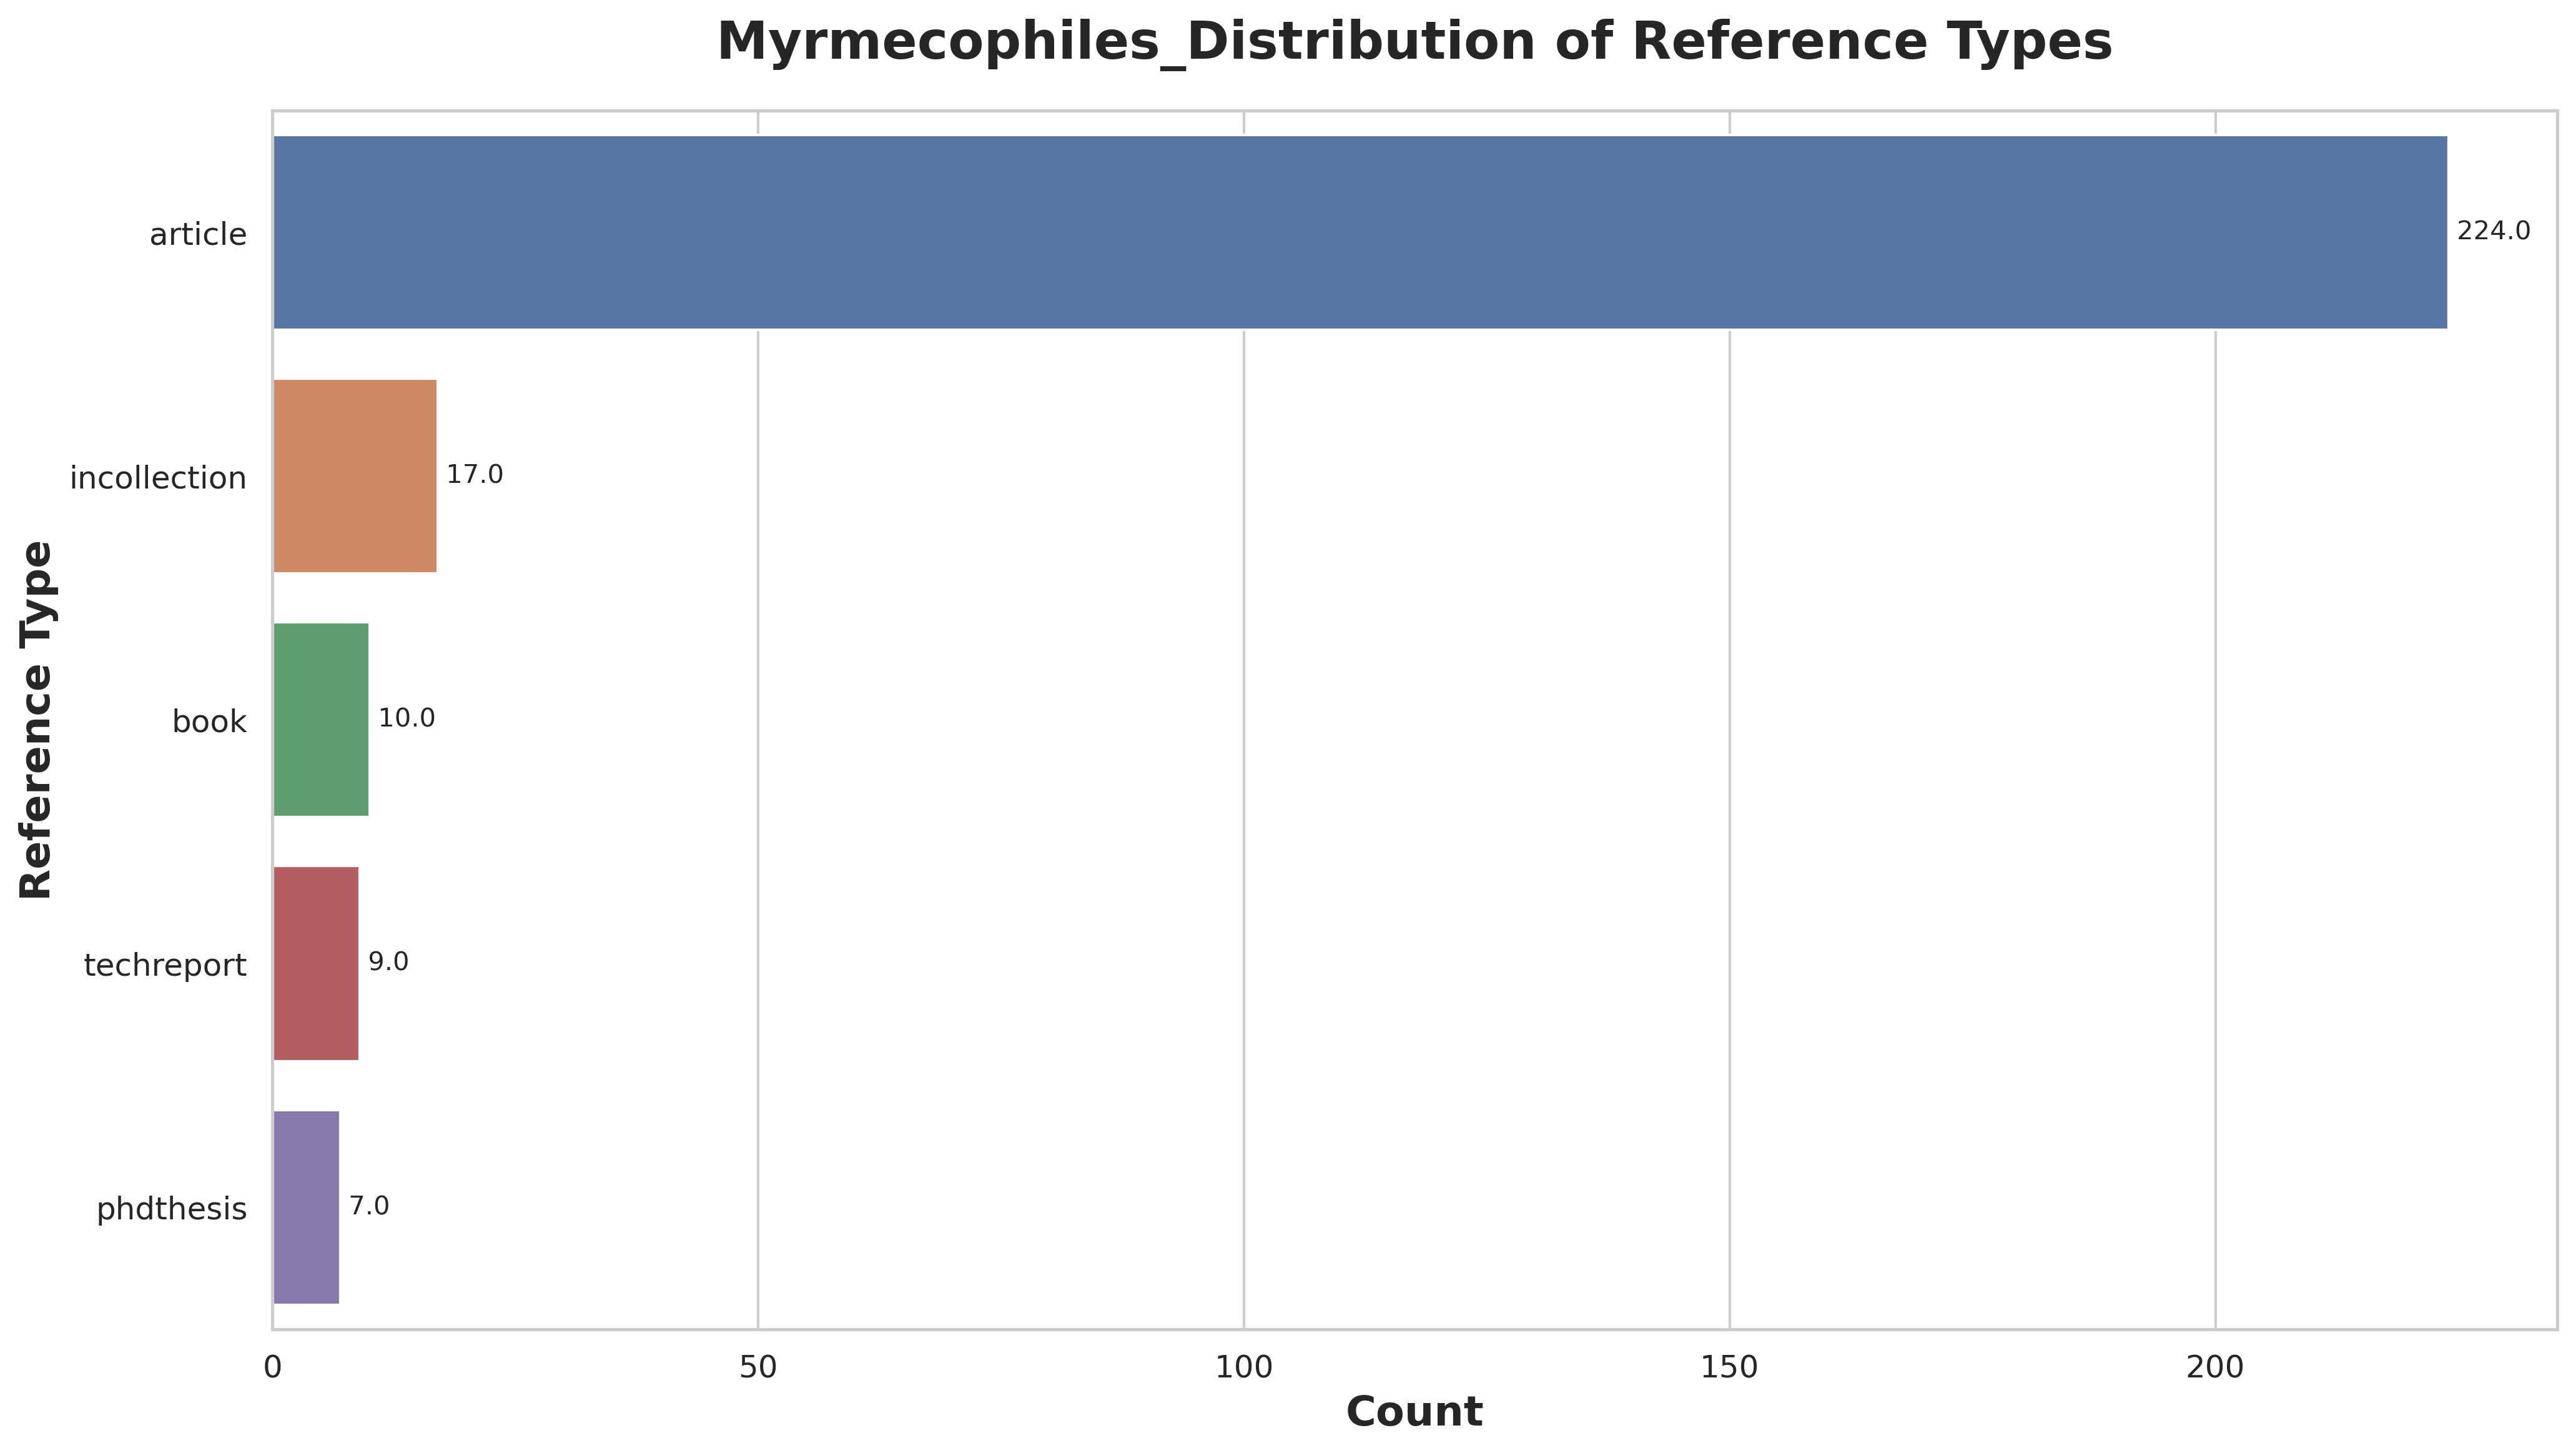 Myrmecophiles_Distribution of Reference Types
article
224.0
incollection
17.0
book
10.0
techreport
9.0
phdthesis
7.0
Reference Type
0 50 100 150 200
Count